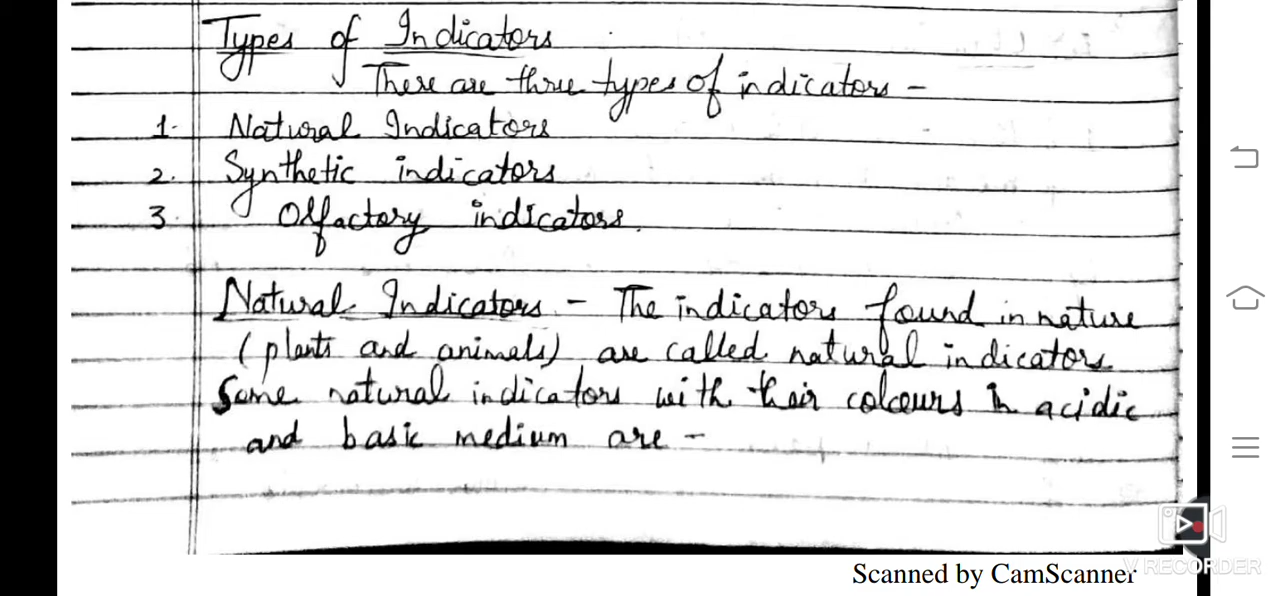 Types of Indicators
There are three types of indicators -
1. Natural Indicators
2. Synthetic indicators
3. Olfactory indicators.
Natural Indicators - The indicators found in nature
(plants and animals) are called natural indicators
Some natural indicators with their colours in acidic
and basic medium are -
Scanned by CamScanner
V RECORDER